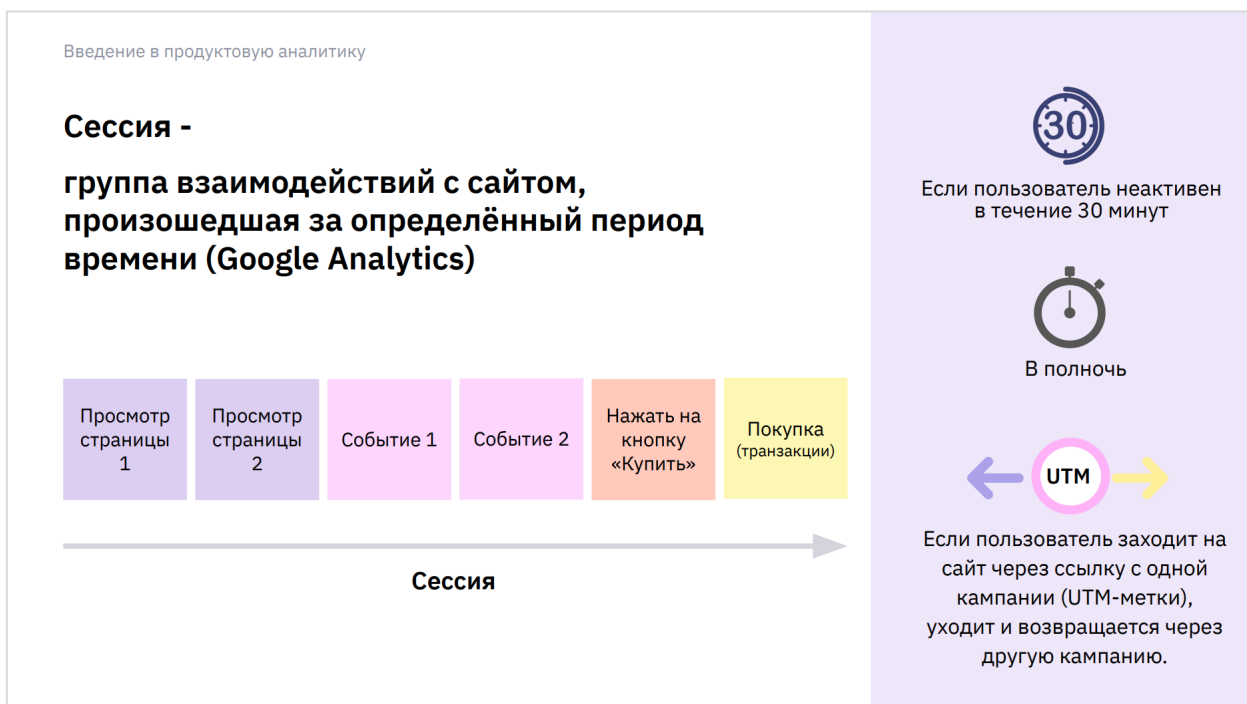 Введение в продуктовую аналитику
Сессия -
группа взаимодействий с сайтом,
произошедшая за определённый период
времени (Google Analytics)
Просмотр
страницы
1
Просмотр
страницы
2
Событие 1
Событие 2
Нажать на
кнопку
«Купить»
Покупка
(транзакции)
Сессия
30
Если пользователь неактивен
в течение 30 минут
В полночь
UTM
Если пользователь заходит на
сайт через ссылку с одной
кампании (UTM-метки),
уходит и возвращается через
другую кампанию.